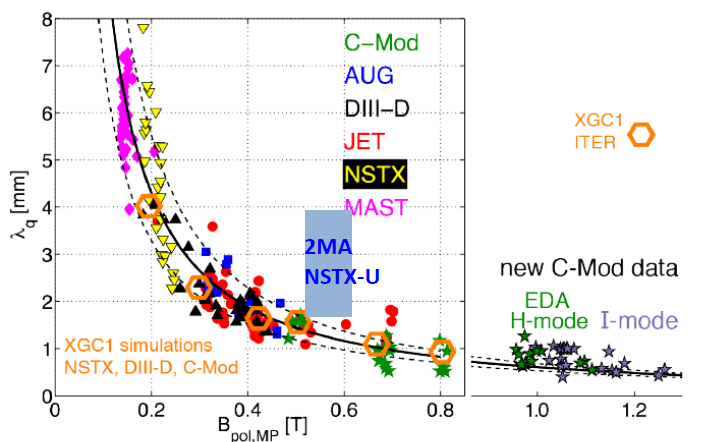 8
7
6
5
4
3
2
1
0
λq [mm]
C–Mod
AUG
DIII–D
JET
NSTX
MAST
2MA
NSTX-U
XGC1
ITER
new C–Mod data
EDA
H-mode
I-mode
XGC1 simulations
NSTX, DIII-D, C-Mod
0 0.2 0.4 0.6 0.8 1.0 1.2
Bpol,MP [T]